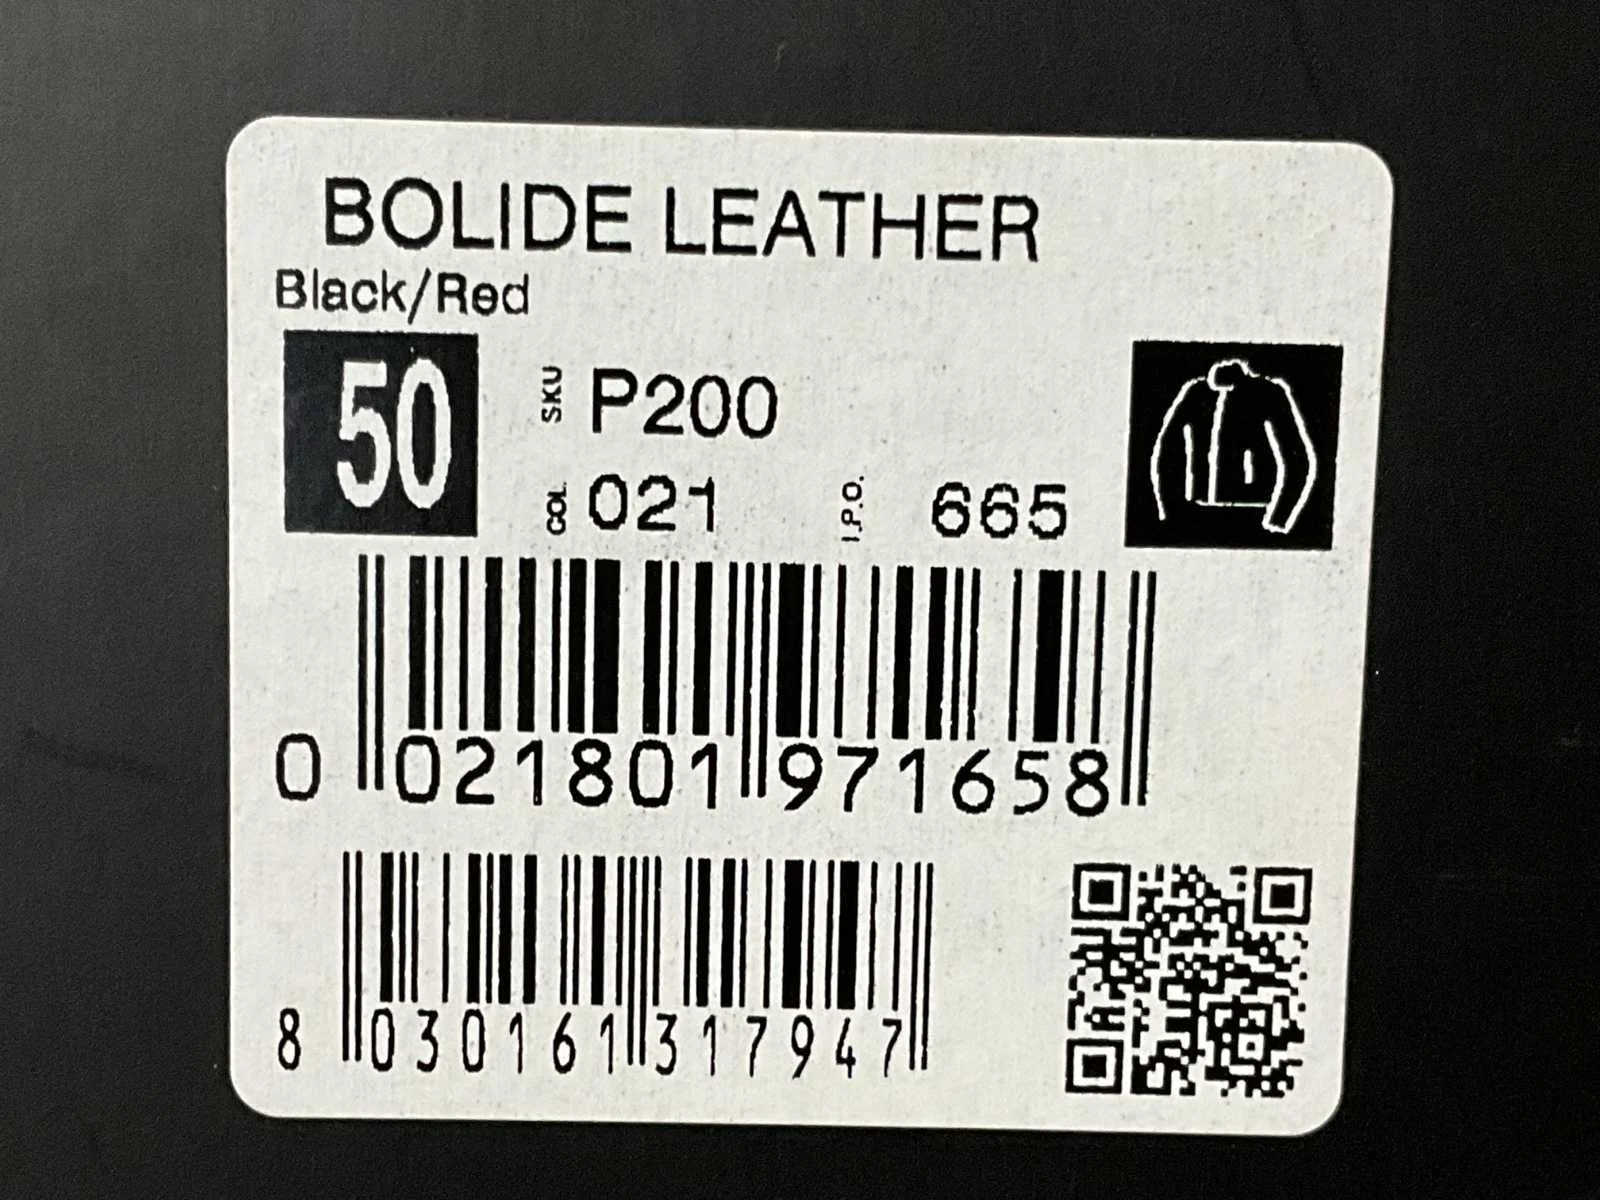 BOLIDE LEATHER
Black/Red
50 SKU P200
COL. 021 I.P.O. 665
0 021801 971658
8 030161 317947